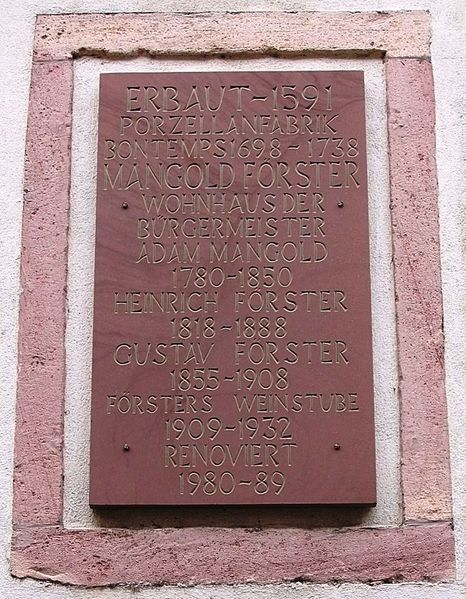 ERBAUT-1591
PORZELLANFABRIK
BONTEMPS 1698-1738
MANGOLD FÖRSTER
WOHNHAUS DER
BÜRGERMEISTER
ADAM MANGOLD
1780-1850
HEINRICH FÖRSTER
1818-1888
GUSTAV FÖRSTER
1855-1908
FÖRSTERS WEINSTUBE
1909-1932
RENOVIERT
1980-89